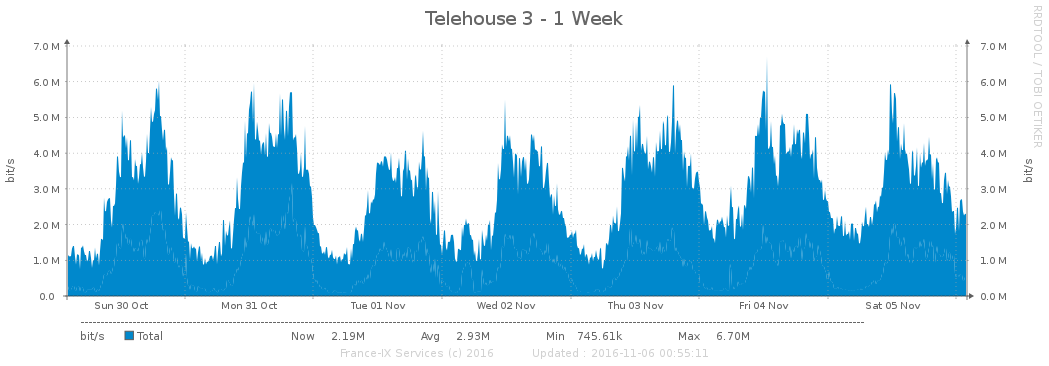 Telehouse 3 - 1 Week
RRDTOOL / TOBI OETIKER
bit/s
bit/s
7.0 M 7.0 M
6.0 M 6.0 M
5.0 M 5.0 M
4.0 M 4.0 M
3.0 M 3.0 M
2.0 M 2.0 M
1.0 M 1.0 M
0.0 0.0 M
Sun 30 Oct Mon 31 Oct Tue 01 Nov Wed 02 Nov Thu 03 Nov Fri 04 Nov Sat 05 Nov
bit/s Total Now 2.19M Avg 2.93M Min 745.61k Max 6.70M
France-IX Services (c) 2016 Updated : 2016-11-06 00:55:11